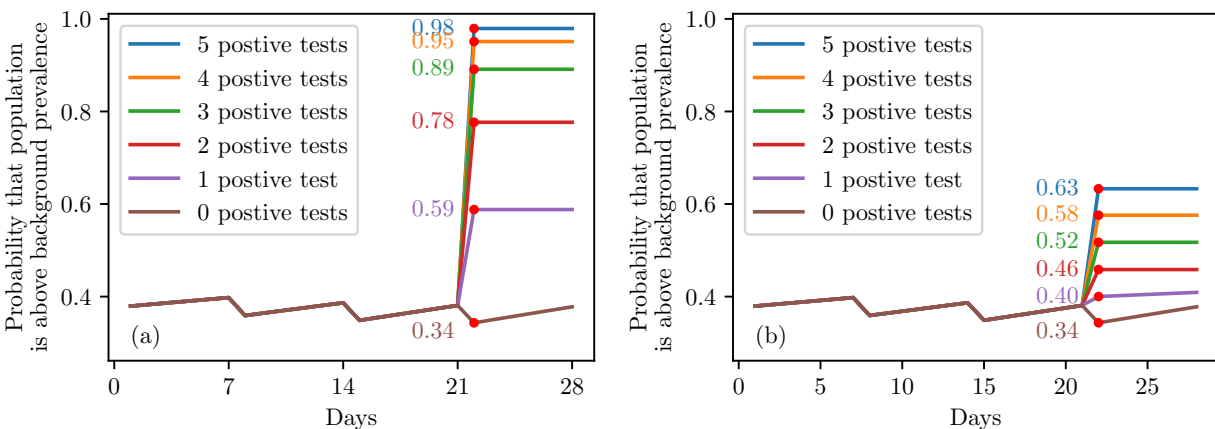 Probability that population
is above background prevalence
1.0
0.8
0.6
0.4
5 postive tests
4 postive tests
3 postive tests
2 postive tests
1 postive test
0 postive tests
0.98
0.95
0.89
0.78
0.59
0.34
(a)
0
7
14
21
28
Days
Probability that population
is above background prevalence
1.0
0.8
0.6
0.4
5 postive tests
4 postive tests
3 postive tests
2 postive tests
1 postive test
0 postive tests
0.63
0.58
0.52
0.46
0.40
0.34
(b)
0
5
10
15
20
25
Days